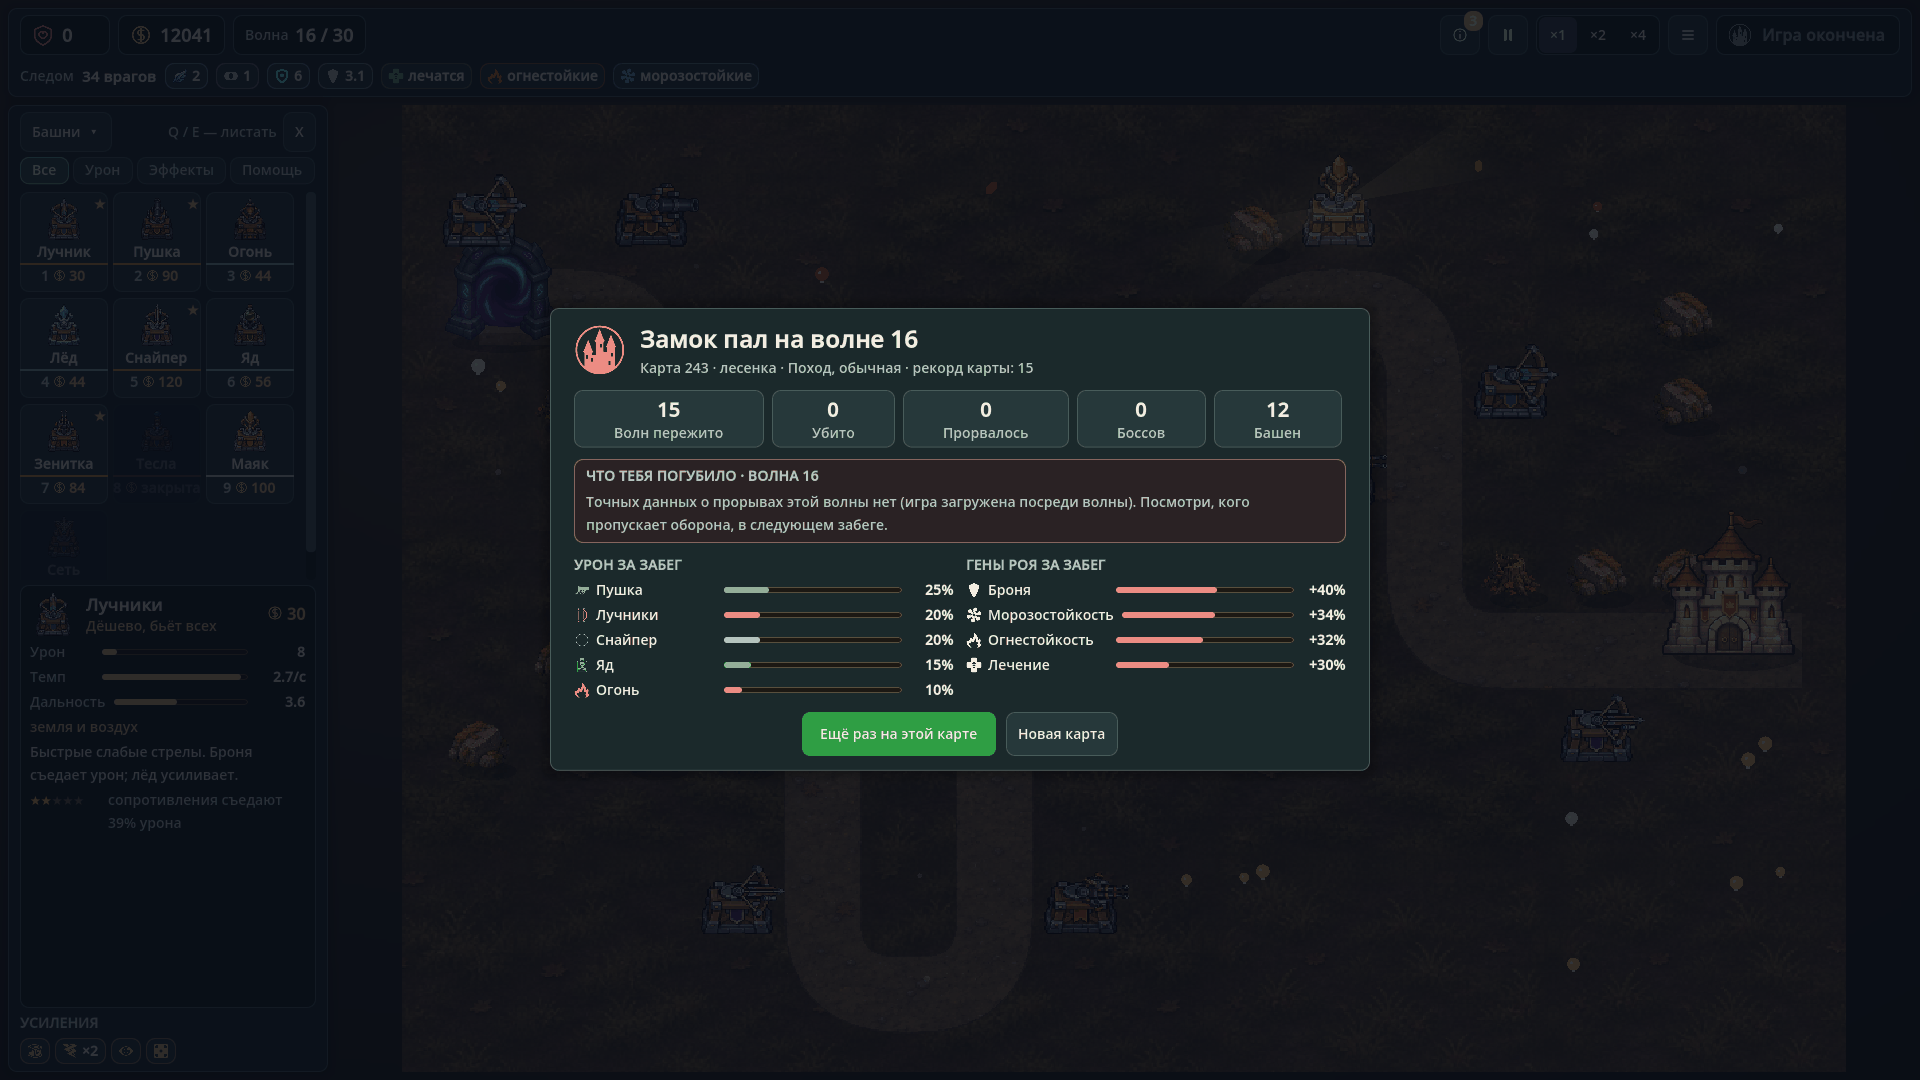 0
12041
Волна 16 / 30
3
×1 ×2 ×4
Игра окончена
Следом 34 врагов 2 1 6 3.1 лечатся огнестойкие морозостойкие
Башни ▾ Q / E — листать X
Все Урон Эффекты Помощь
Лучник Пушка Огонь
1 30 2 90 3 44
Лёд Снайпер Яд
4 44 5 120 6 56
Зенитка Тесла Маяк
7 84 8 закрыта 9 100
Сеть
Лучники 30
Дёшево, бьёт всех
Урон 8
Темп 2.7/с
Дальность 3.6
земля и воздух
Быстрые слабые стрелы. Броня
съедает урон; лёд усиливает.
★★★★★ сопротивления съедают
39% урона
УСИЛЕНИЯ
×2
Замок пал на волне 16
Карта 243 · лесенка · Поход, обычная · рекорд карты: 15
15 0 0 0 12
Волн пережито Убито Прорвалось Боссов Башен
ЧТО ТЕБЯ ПОГУБИЛО · ВОЛНА 16
Точных данных о прорывах этой волны нет (игра загружена посреди волны). Посмотри, кого
пропускает оборона, в следующем забеге.
УРОН ЗА ЗАБЕГ
Пушка 25%
Лучники 20%
Снайпер 20%
Яд 15%
Огонь 10%
ГЕНЫ РОЯ ЗА ЗАБЕГ
Броня +40%
Морозостойкость +34%
Огнестойкость +32%
Лечение +30%
Ещё раз на этой карте
Новая карта